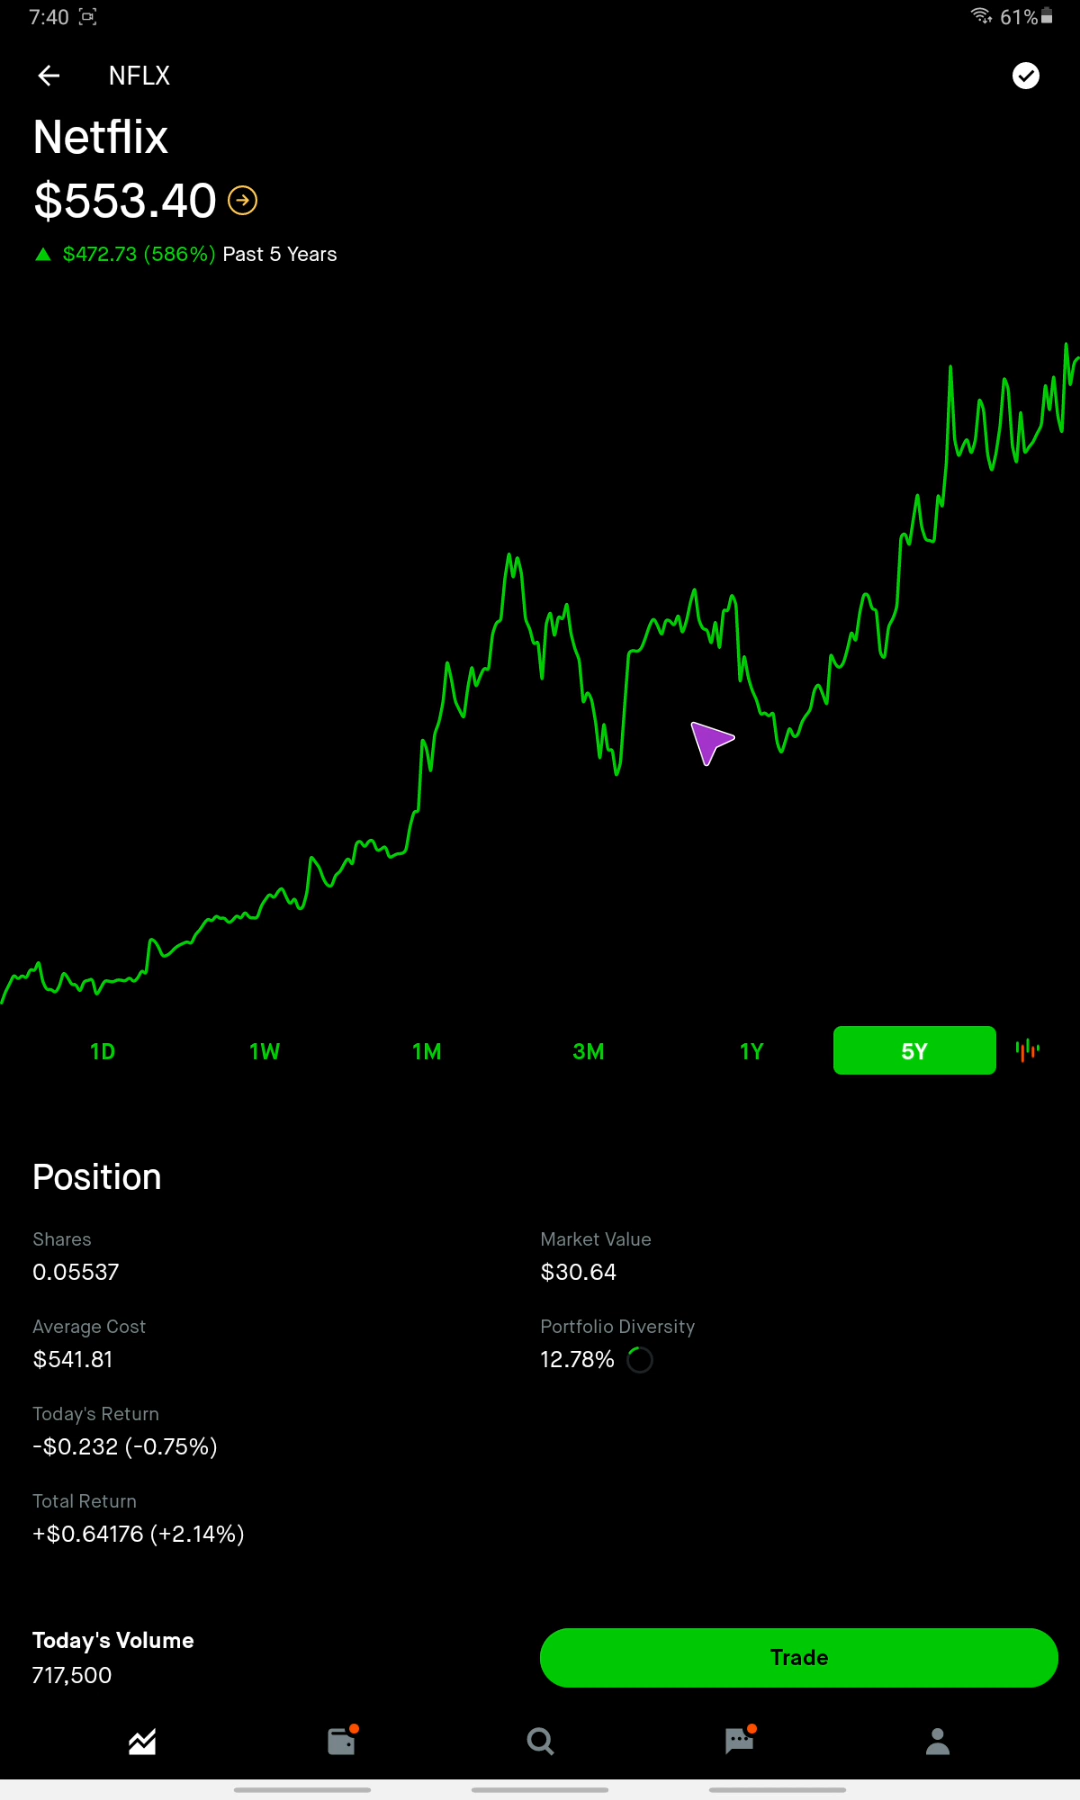 7:40
61%
NFLX
Netflix
$553.40
$472.73 (586%) Past 5 Years
1D 1W 1M 3M 1Y 5Y
Position
Shares
0.05537
Market Value
$30.64
Average Cost
$541.81
Portfolio Diversity
12.78%
Today's Return
-$0.232 (-0.75%)
Total Return
+$0.64176 (+2.14%)
Today's Volume
717,500
Trade